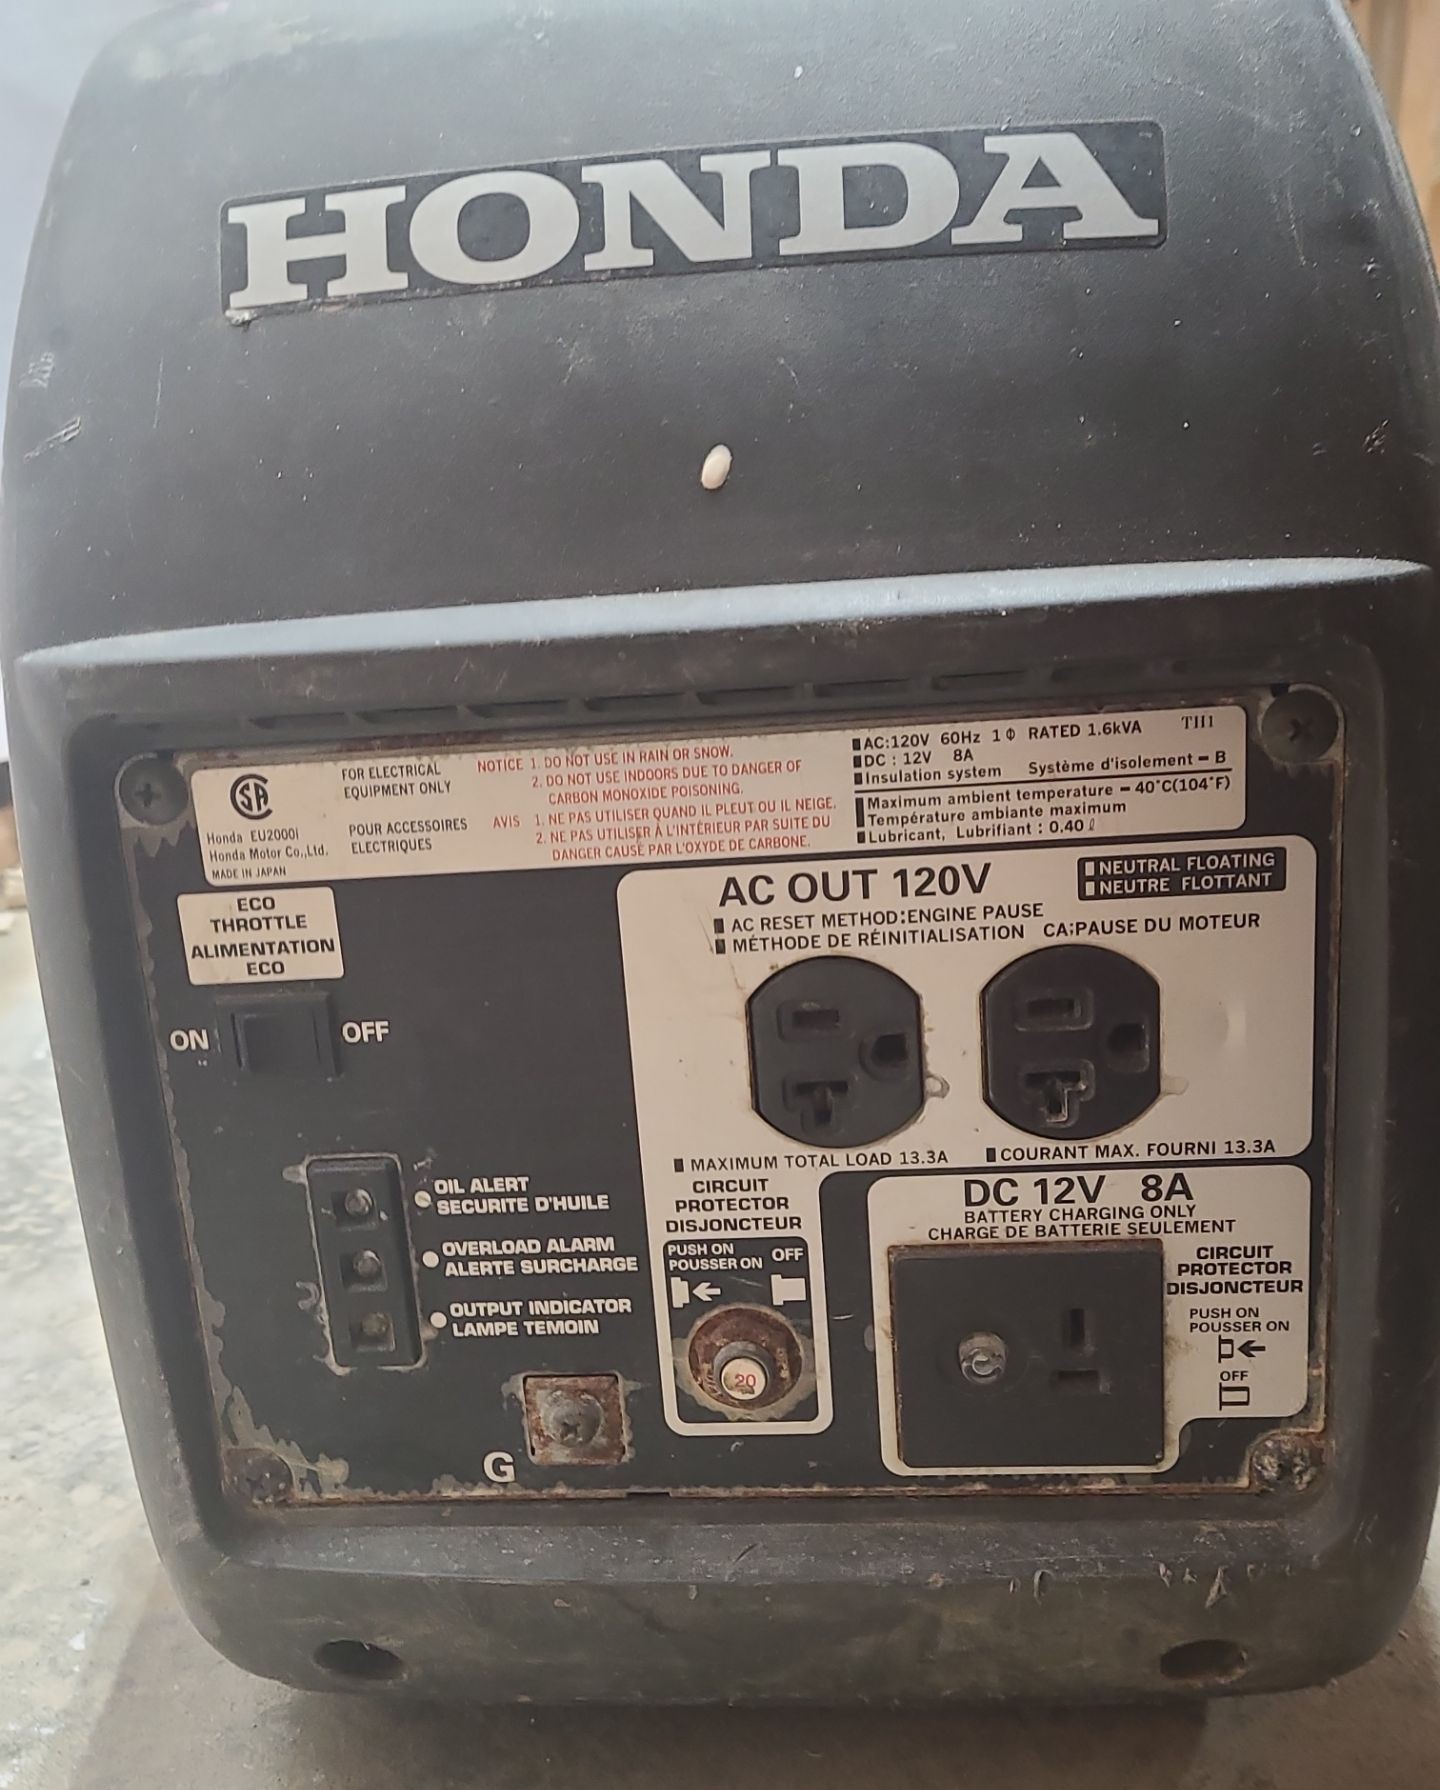 HONDA
CSA
Honda EU2000i
Honda Motor Co.,Ltd.
MADE IN JAPAN
FOR ELECTRICAL
EQUIPMENT ONLY
POUR ACCESSOIRES
ELECTRIQUES
NOTICE 1. DO NOT USE IN RAIN OR SNOW.
2. DO NOT USE INDOORS DUE TO DANGER OF
CARBON MONOXIDE POISONING.
AVIS 1. NE PAS UTILISER QUAND IL PLEUT OU IL NEIGE.
2. NE PAS UTILISER À L'INTÉRIEUR PAR SUITE DU
DANGER CAUSÉ PAR L'OXYDE DE CARBONE.
AC:120V 60Hz 1 Φ RATED 1.6kVA TH1
DC : 12V 8A
Insulation system Système d'isolement - B
Maximum ambient temperature - 40°C(104°F)
Température ambiante maximum
Lubricant, Lubrifiant : 0.40 ℓ
ECO
THROTTLE
ALIMENTATION
ECO
ON OFF
AC OUT 120V
NEUTRAL FLOATING
NEUTRE FLOTTANT
AC RESET METHOD:ENGINE PAUSE
MÉTHODE DE RÉINITIALISATION CA;PAUSE DU MOTEUR
MAXIMUM TOTAL LOAD 13.3A
COURANT MAX. FOURNI 13.3A
OIL ALERT
SECURITE D'HUILE
OVERLOAD ALARM
ALERTE SURCHARGE
OUTPUT INDICATOR
LAMPE TEMOIN
G
CIRCUIT
PROTECTOR
DISJONCTEUR
PUSH ON
POUSSER ON
OFF
20
DC 12V 8A
BATTERY CHARGING ONLY
CHARGE DE BATTERIE SEULEMENT
CIRCUIT
PROTECTOR
DISJONCTEUR
PUSH ON
POUSSER ON
OFF